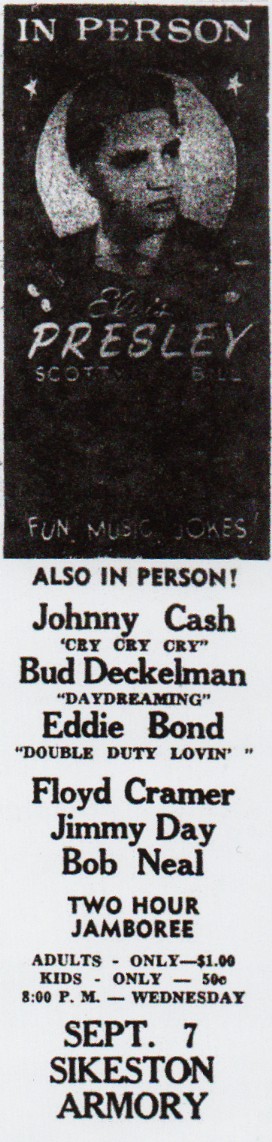 IN PERSON
Elvis
PRESLEY
SCOTTY BILL
FUN, MUSIC, JOKES!
ALSO IN PERSON!
Johnny Cash
'CRY CRY CRY"
Bud Deckelman
"DAYDREAMING"
Eddie Bond
"DOUBLE DUTY LOVIN' "
Floyd Cramer
Jimmy Day
Bob Neal
TWO HOUR
JAMBOREE
ADULTS - ONLY—$1.00
KIDS - ONLY — 50c
8:00 P. M. — WEDNESDAY
SEPT. 7
SIKESTON
ARMORY